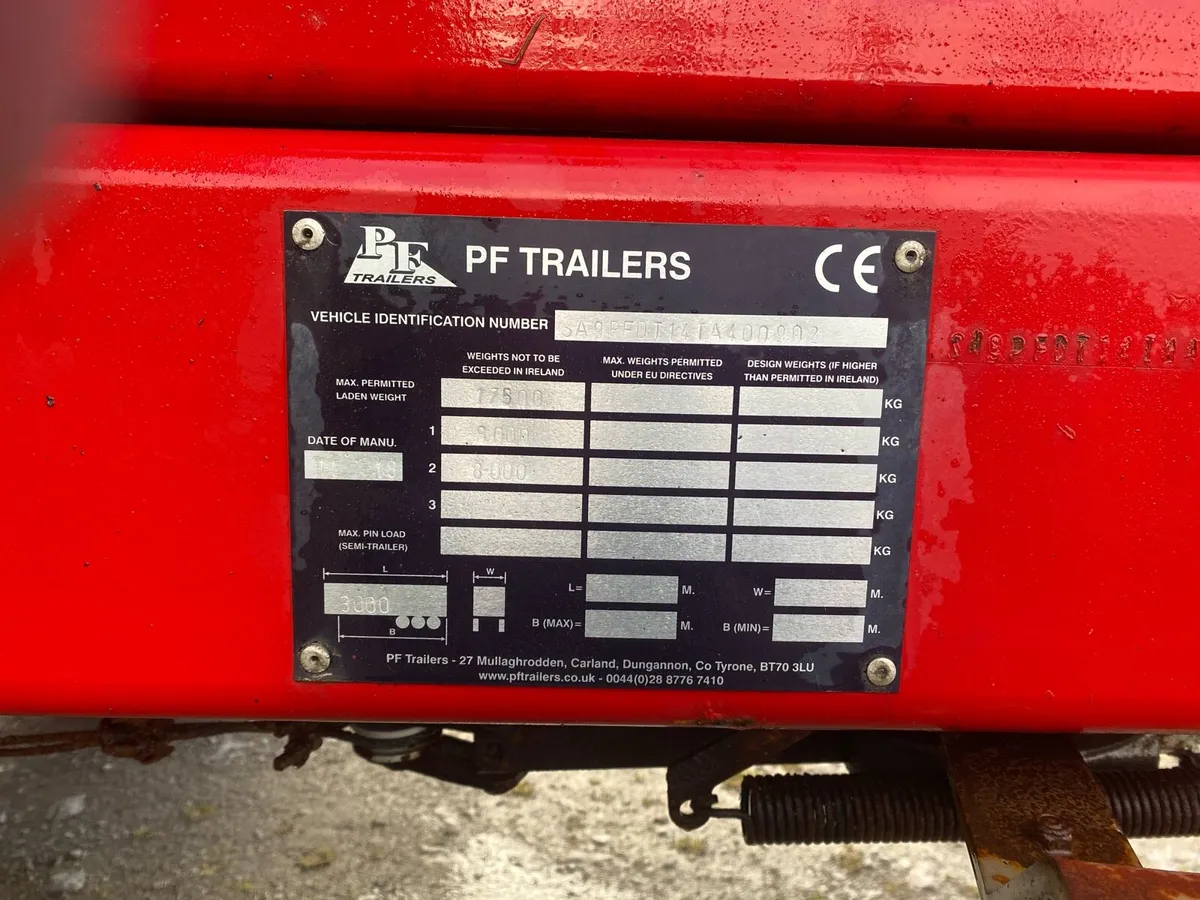 PF
TRAILERS
PF TRAILERS
CE
VEHICLE IDENTIFICATION NUMBER SA9PFDT14TA400802
WEIGHTS NOT TO BE
EXCEEDED IN IRELAND
MAX. WEIGHTS PERMITTED
UNDER EU DIRECTIVES
DESIGN WEIGHTS (IF HIGHER
THAN PERMITTED IN IRELAND)
MAX. PERMITTED
LADEN WEIGHT
17500
KG
1
KG
DATE OF MANU.
2
8000
KG
3
KG
MAX. PIN LOAD
(SEMI-TRAILER)
KG
L
W
3000
B
L=
M.
W=
M.
B (MAX)=
M.
B (MIN)=
M.
PF Trailers - 27 Mullaghrodden, Carland, Dungannon, Co Tyrone, BT70 3LU
www.pftrailers.co.uk - 0044(0)28 8776 7410